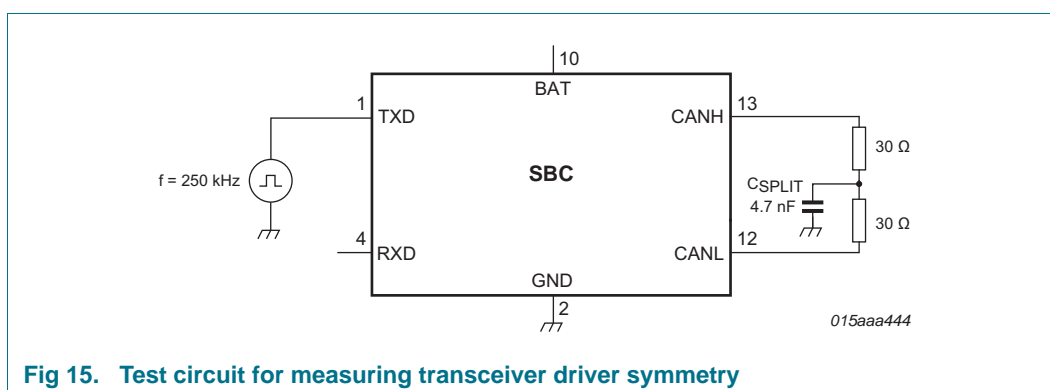 10
BAT
1
TXD
CANH
13
30 Ω
f = 250 kHz
SBC
CSPLIT
4.7 nF
30 Ω
4
RXD
CANL
12
GND
2
015aaa444
Fig 15. Test circuit for measuring transceiver driver symmetry